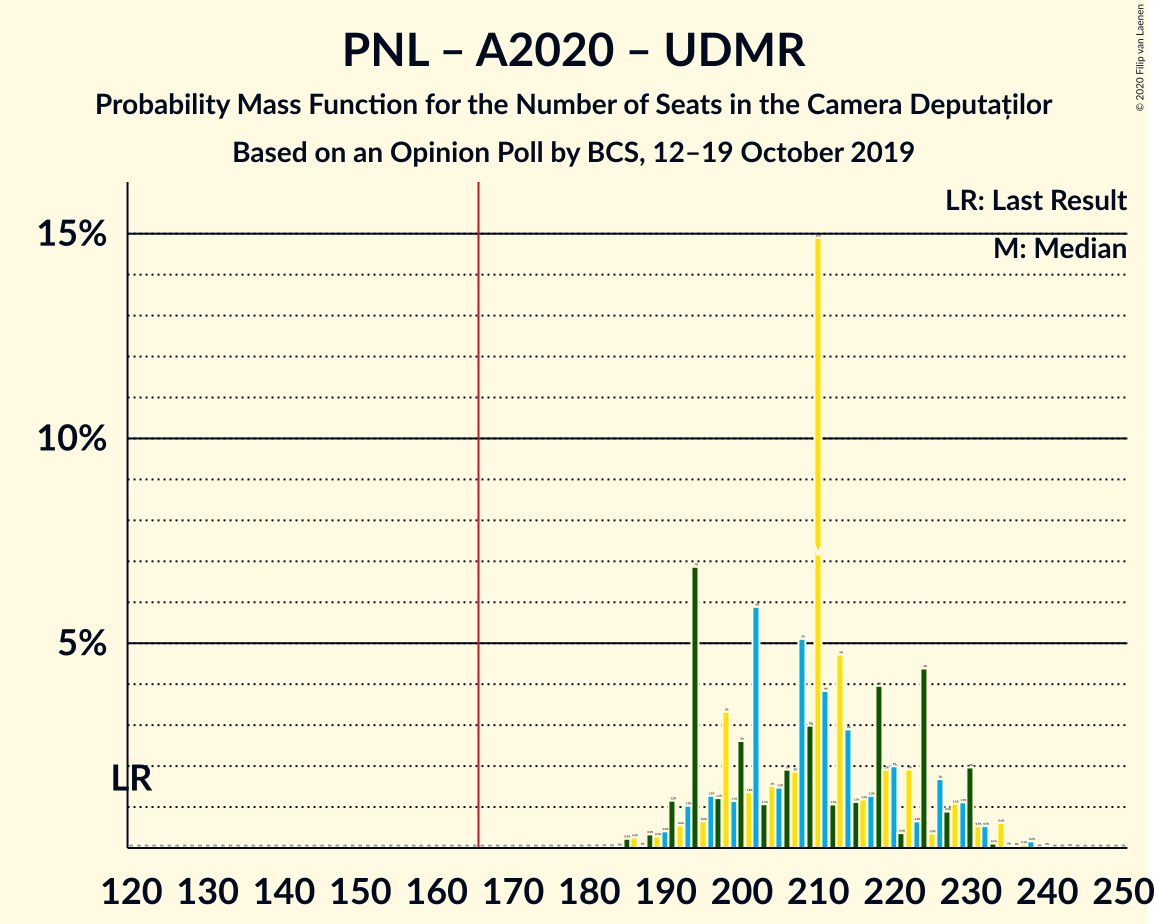 PNL – A2020 – UDMR
Probability Mass Function for the Number of Seats in the Camera Deputaților
Based on an Opinion Poll by BCS, 12–19 October 2019
© 2020 Filip van Laenen
LR: Last Result
M: Median
15%
10%
5%
LR
120 130 140 150 160 170 180 190 200 210 220 230 240 250